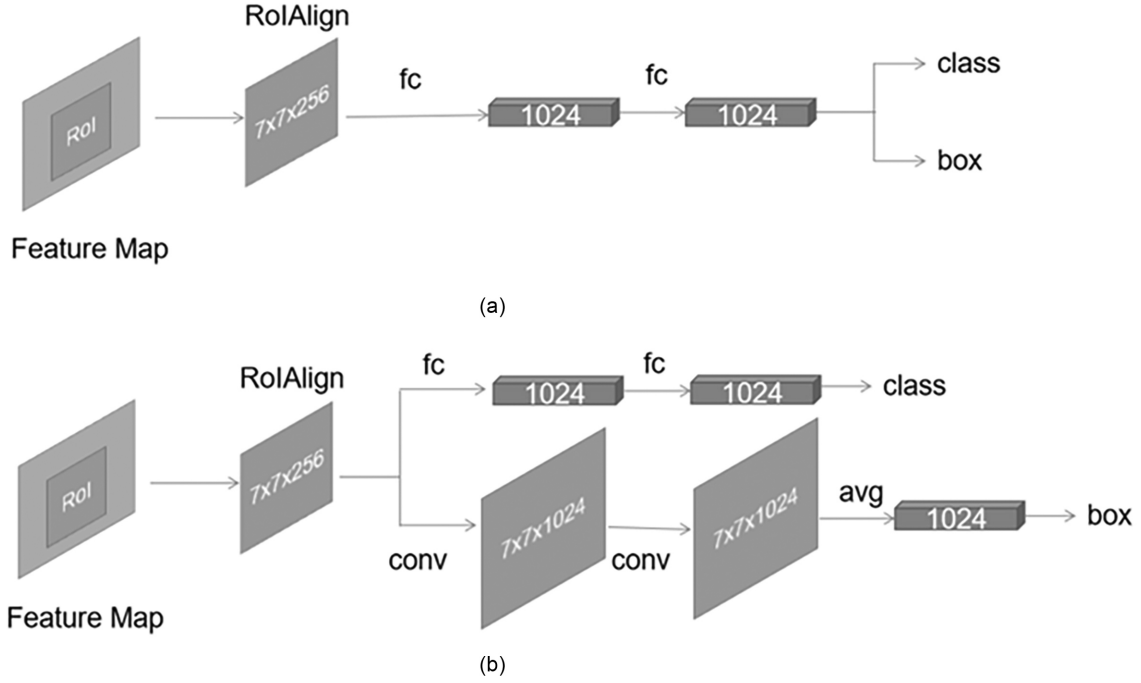 RoIAlign
fc
fc
class
RoI
7x7x256
1024
1024
box
Feature Map
(a)
RoIAlign
fc
fc
1024
1024
class
RoI
7x7x256
7x7x1024
7x7x1024
avg
1024
box
conv
conv
Feature Map
(b)